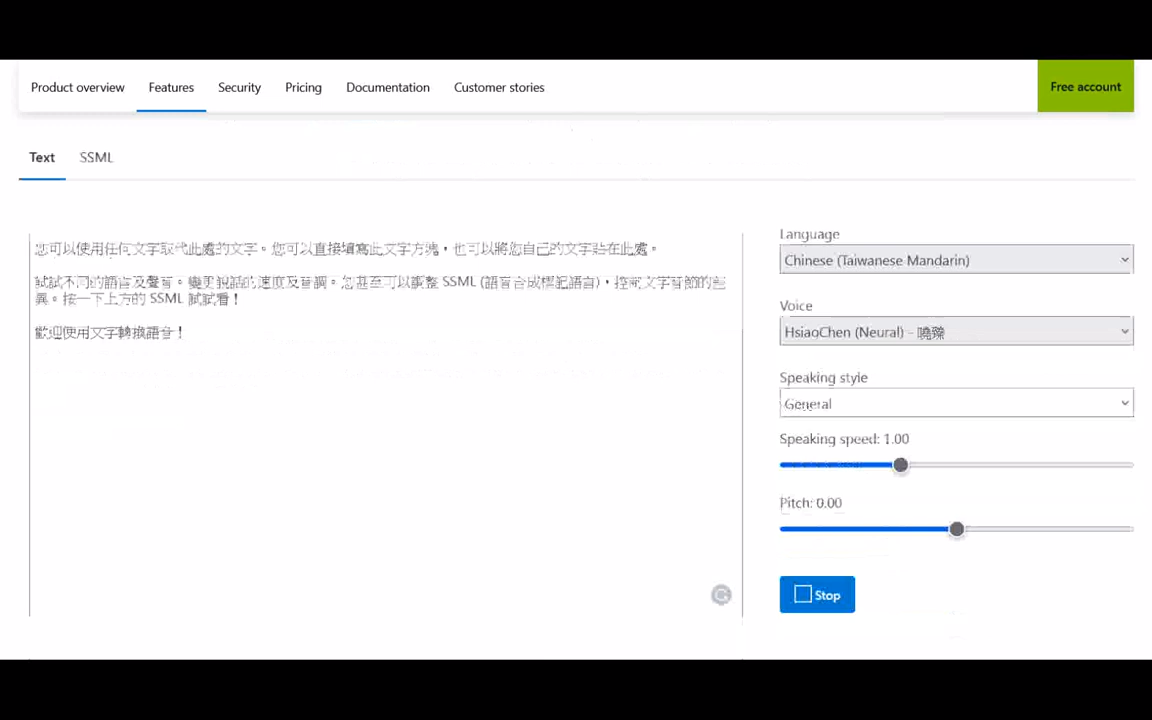 Product overview
Features
Security
Pricing
Documentation
Customer stories
Free account
Text
SSML
您可以使用任何文字取代此處的文字。您可以直接填寫此文字方塊，也可以將您自己的文字貼在此處。
試試不同的語言及聲音。變更說話的速度及音調。您甚至可以調整 SSML (語音合成標記語言)，控制文字音節的差
異。按一下上方的 SSML 試試看！
歡迎使用文字轉換語音！
Language
Chinese (Taiwanese Mandarin)
Voice
HsiaoChen (Neural) - 曉臻
Speaking style
General
Speaking speed: 1.00
Pitch: 0.00
Stop